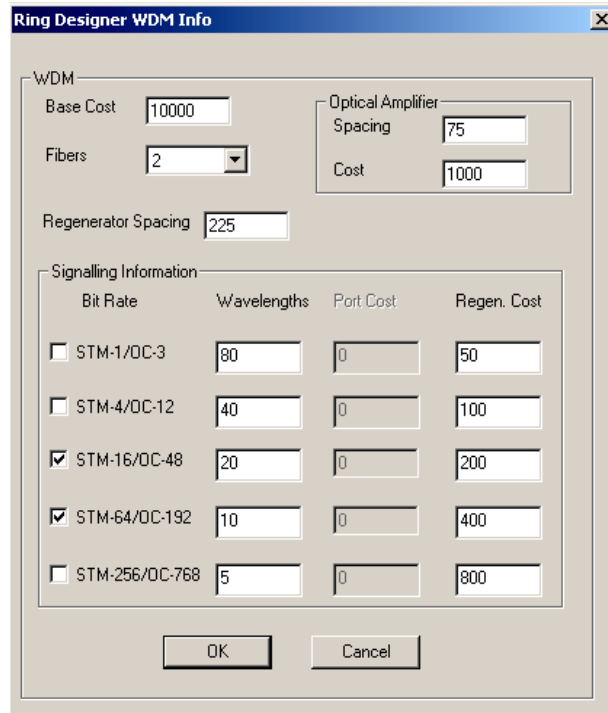 Ring Designer WDM Info
WDM
Base Cost 10000
Fibers 2
Optical Amplifier
Spacing 75
Cost 1000
Regenerator Spacing 225
Signalling Information
Bit Rate Wavelengths Port Cost Regen. Cost
STM-1/OC-3 80 0 50
STM-4/OC-12 40 0 100
STM-16/OC-48 20 0 200
STM-64/OC-192 10 0 400
STM-256/OC-768 5 0 800
OK Cancel